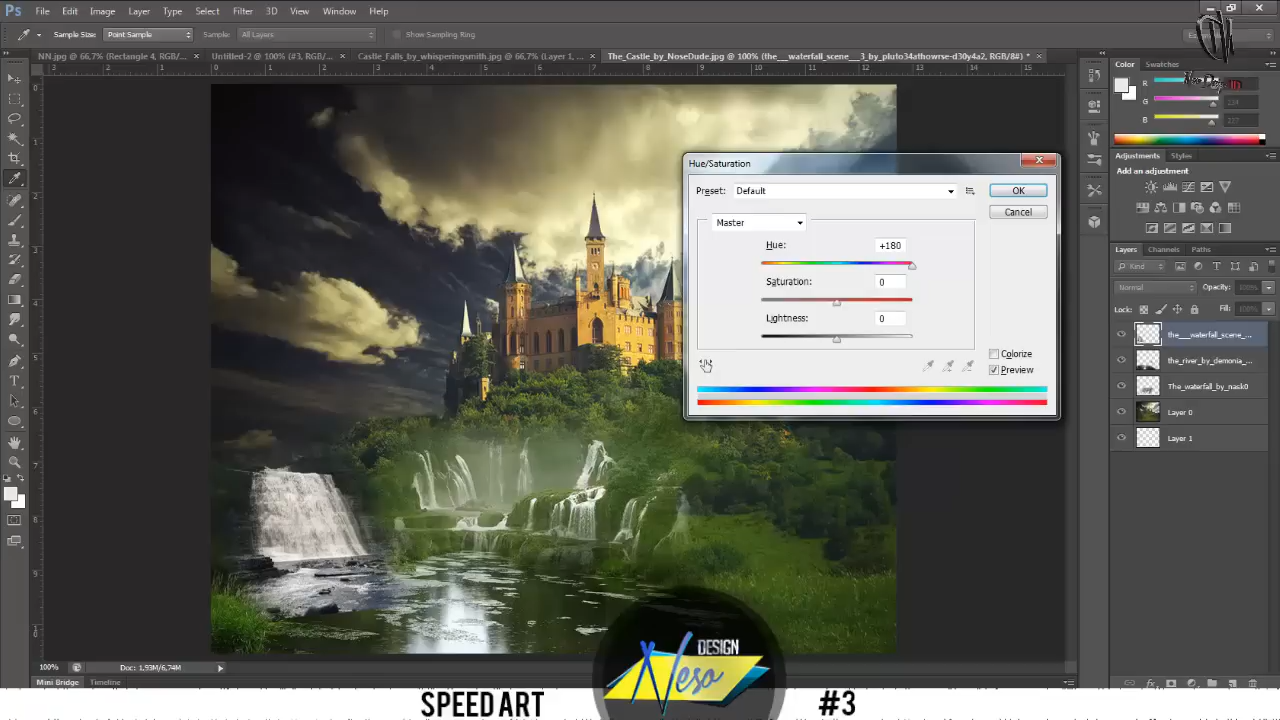 Ps File Edit Image Layer Type Select Filter 3D View Window Help
Sample Size: Point Sample Sample: All Layers Show Sampling Ring
NN.jpg @ 66,7% (Rectangle 4, RGB/8... × Untitled-2 @ 100% (#3, RGB/8... × Castle_Falls_by_whisperingsmith.jpg @ 66,7% (Layer 1, ... × The_Castle_by_NoseDude.jpg @ 100% (the__waterfall_scene__3_by_pluto34athowrse-d30y4a2, RGB/8#) * ×
Color Swatches
R
G
B
Adjustments Styles
Add an adjustment
Hue/Saturation
Preset: Default
OK
Cancel
Master
Hue: +180
Saturation: 0
Lightness: 0
Colorize
Preview
Layers Channels Paths
Kind
Normal Opacity: 100%
Lock: Fill: 100%
the__waterfall_scene_...
the_river_by_demonia_...
The_waterfall_by_nask0
Layer 0
Layer 1
100% Doc: 1,93M/6,74M
Mini Bridge Timeline
DESIGN
Neso
SPEED ART #3